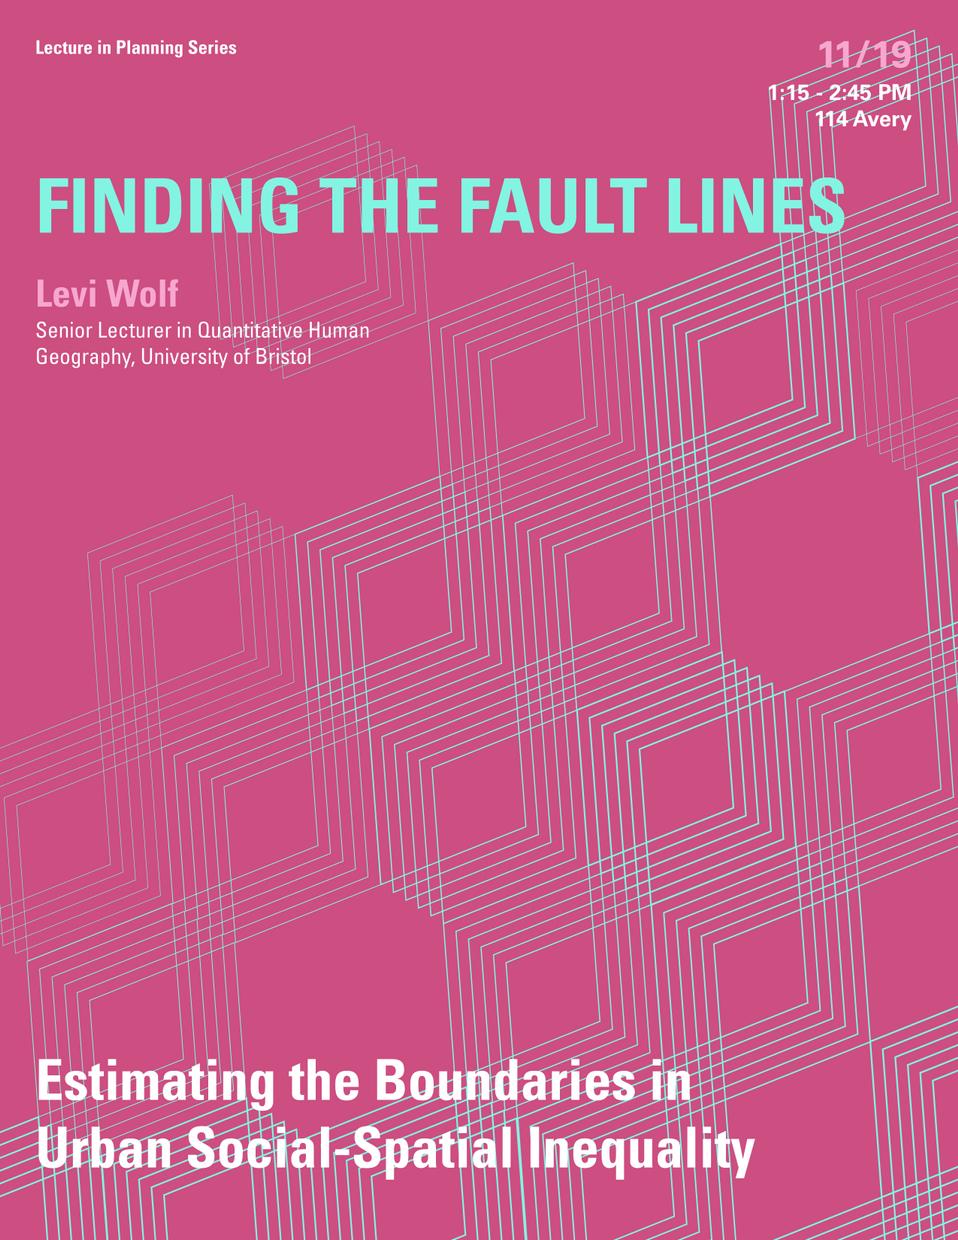 Lecture in Planning Series
11/19
1:15 - 2:45 PM
114 Avery
FINDING THE FAULT LINES
Levi Wolf
Senior Lecturer in Quantitative Human
Geography, University of Bristol
Estimating the Boundaries in
Urban Social-Spatial Inequality